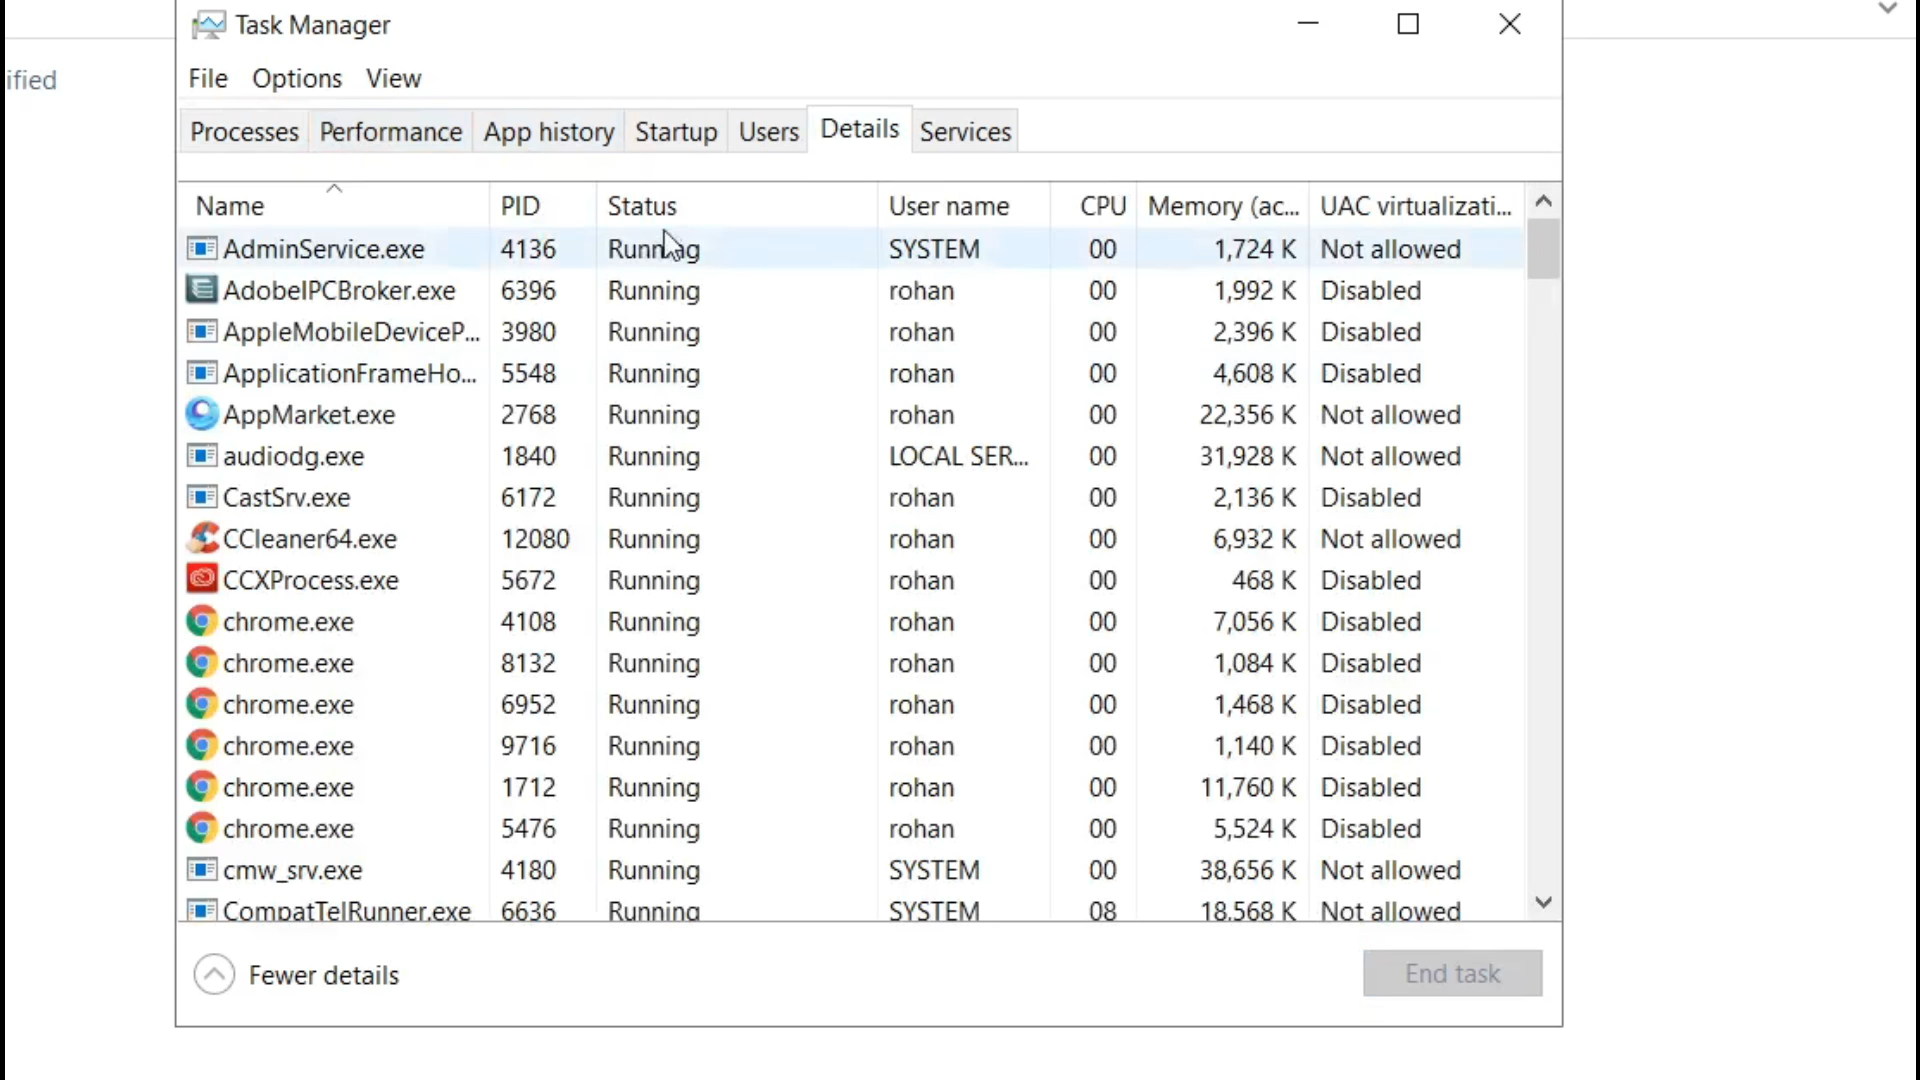 Task Manager
ified
File Options View
Processes Performance App history Startup Users Details Services
Name PID Status User name CPU Memory (ac... UAC virtualizati...
AdminService.exe 4136 Running SYSTEM 00 1,724 K Not allowed
AdobeIPCBroker.exe 6396 Running rohan 00 1,992 K Disabled
AppleMobileDeviceP... 3980 Running rohan 00 2,396 K Disabled
ApplicationFrameHo... 5548 Running rohan 00 4,608 K Disabled
AppMarket.exe 2768 Running rohan 00 22,356 K Not allowed
audiodg.exe 1840 Running LOCAL SER... 00 31,928 K Not allowed
CastSrv.exe 6172 Running rohan 00 2,136 K Disabled
CCleaner64.exe 12080 Running rohan 00 6,932 K Not allowed
CCXProcess.exe 5672 Running rohan 00 468 K Disabled
chrome.exe 4108 Running rohan 00 7,056 K Disabled
chrome.exe 8132 Running rohan 00 1,084 K Disabled
chrome.exe 6952 Running rohan 00 1,468 K Disabled
chrome.exe 9716 Running rohan 00 1,140 K Disabled
chrome.exe 1712 Running rohan 00 11,760 K Disabled
chrome.exe 5476 Running rohan 00 5,524 K Disabled
cmw_srv.exe 4180 Running SYSTEM 00 38,656 K Not allowed
CompatTelRunner.exe 6636 Running SYSTEM 08 18,568 K Not allowed
Fewer details
End task